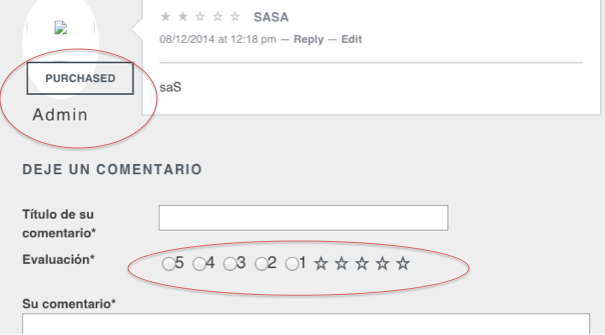 ★ ★ ☆ ☆ ☆ SASA
08/12/2014 at 12:18 pm — Reply — Edit
PURCHASED
saS
Admin
DEJE UN COMENTARIO
Título de su
comentario*
Evaluación* 5 4 3 2 1 ☆ ☆ ☆ ☆ ☆
Su comentario*